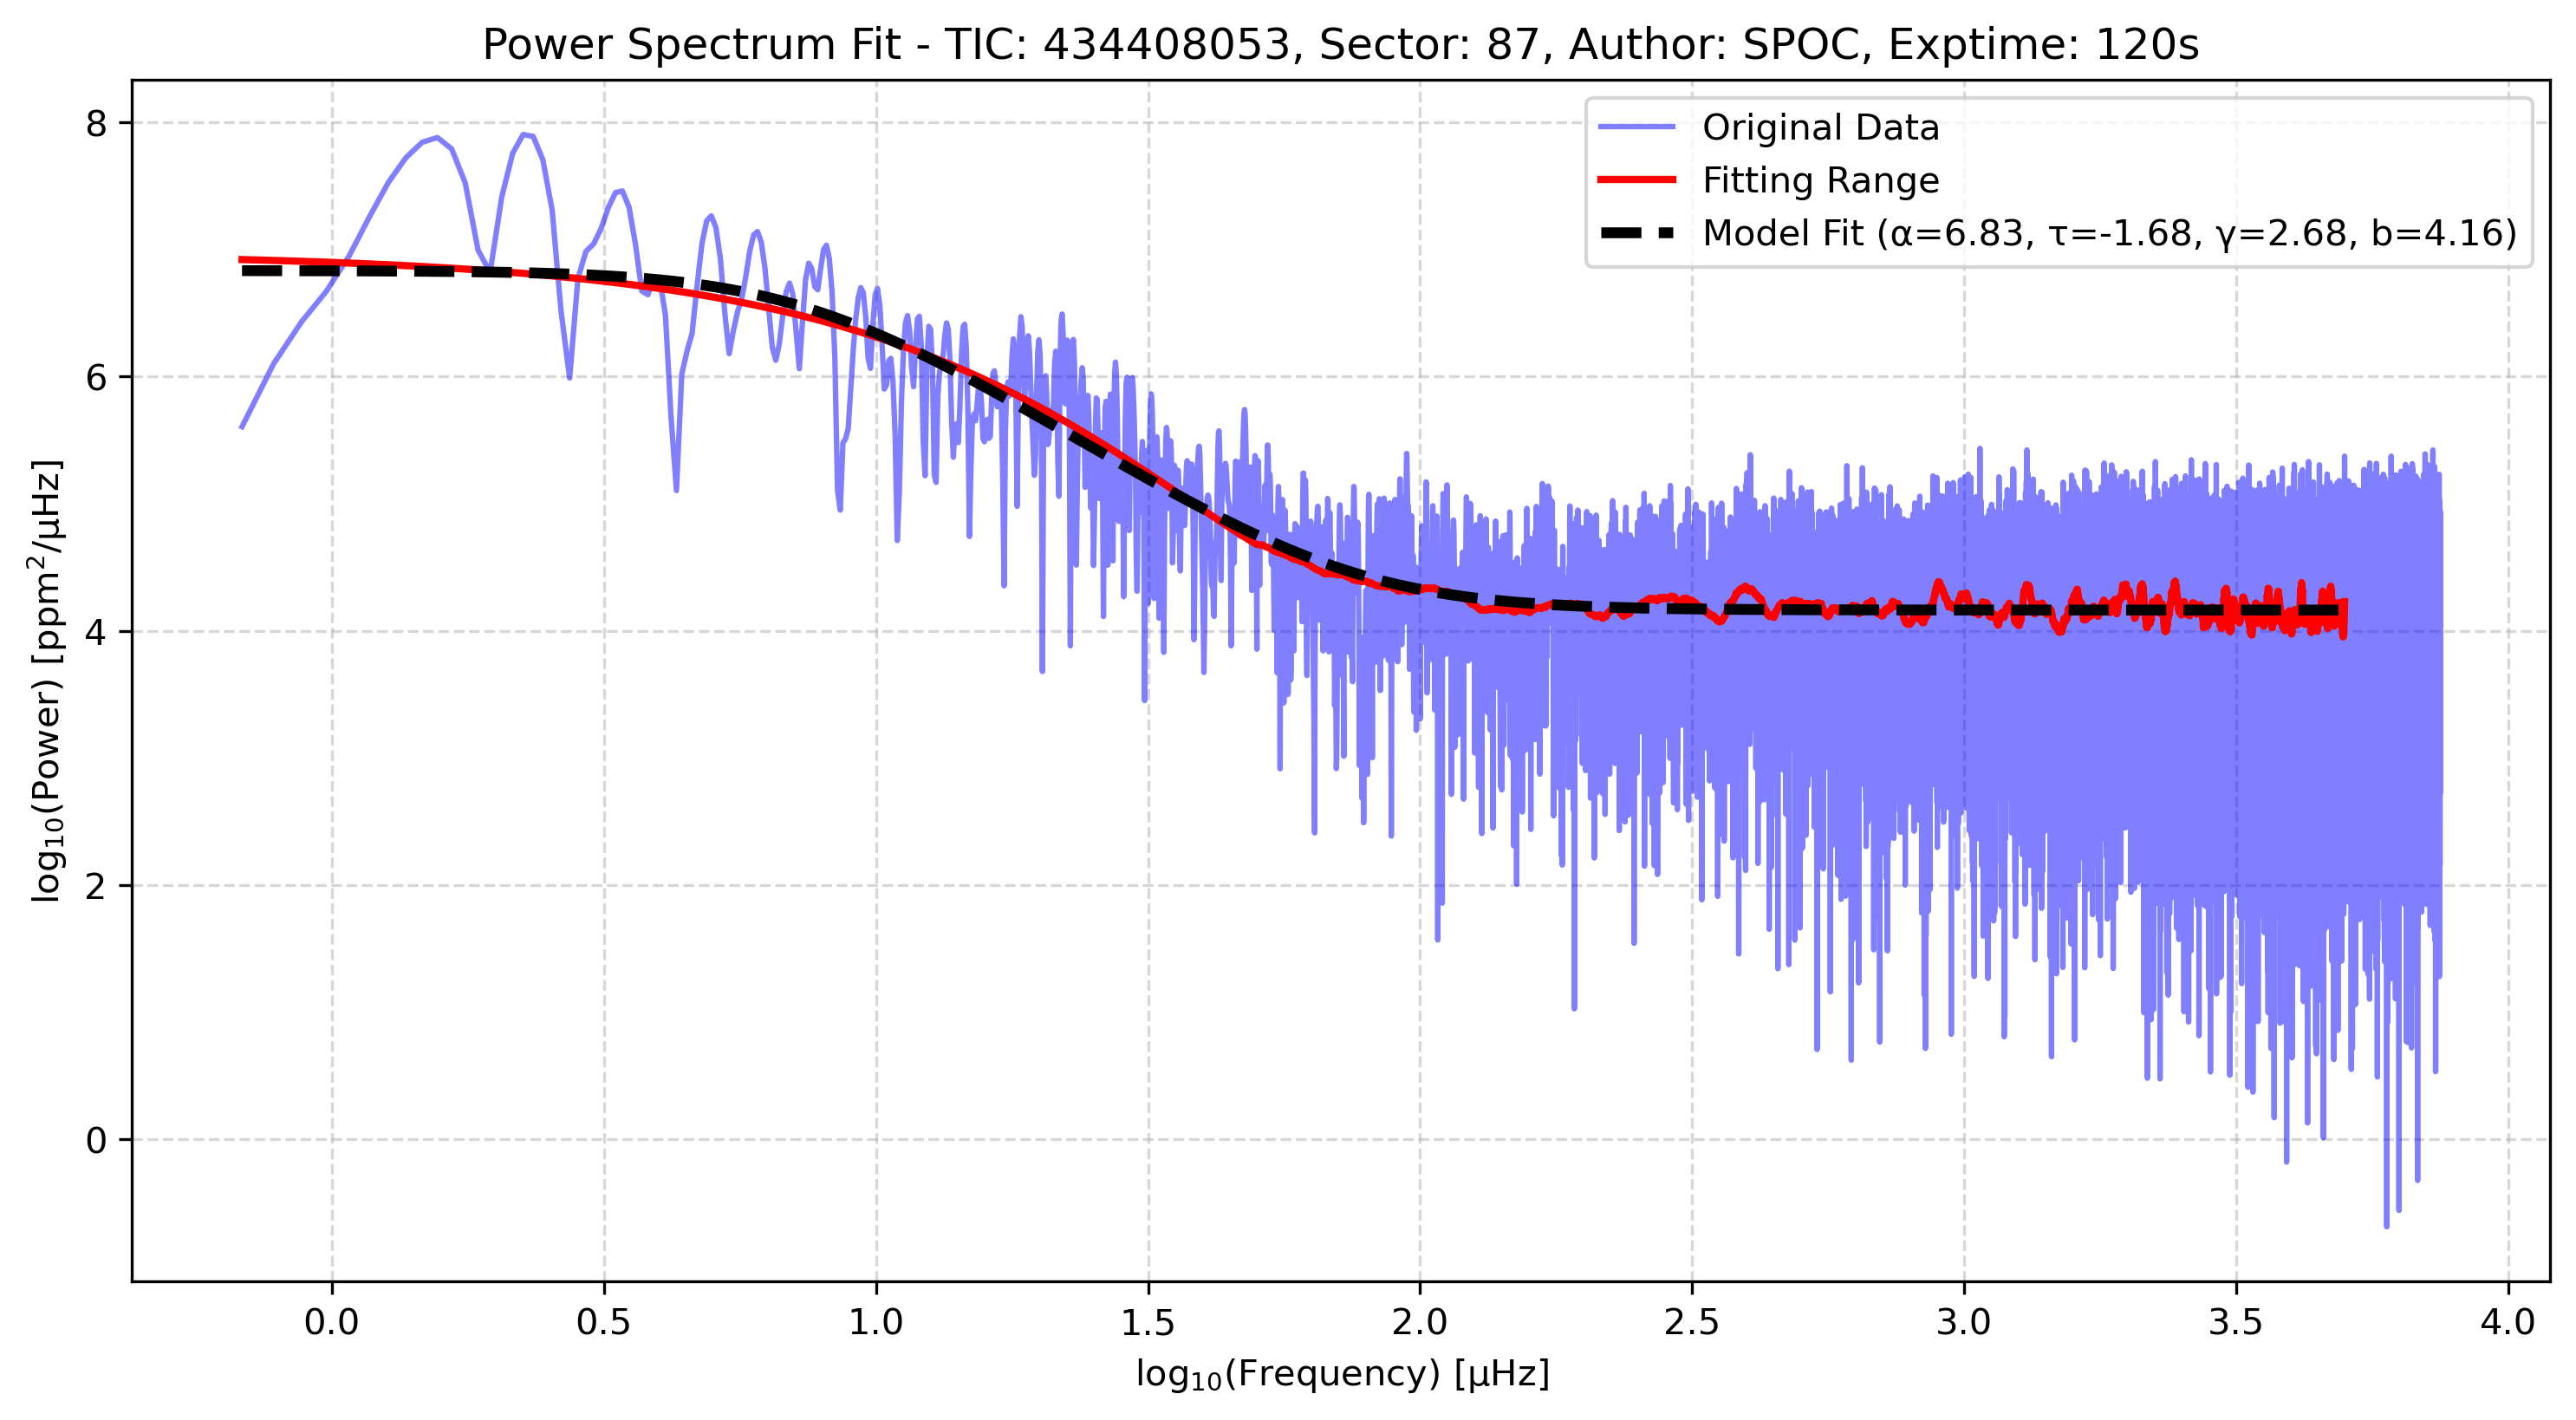 Power Spectrum Fit - TIC: 434408053, Sector: 87, Author: SPOC, Exptime: 120s
Original Data
Fitting Range
Model Fit (α=6.83, τ=-1.68, γ=2.68, b=4.16)
log₁₀(Power) [ppm²/μHz]
8
6
4
2
0
0.0 0.5 1.0 1.5 2.0 2.5 3.0 3.5 4.0
log₁₀(Frequency) [μHz]